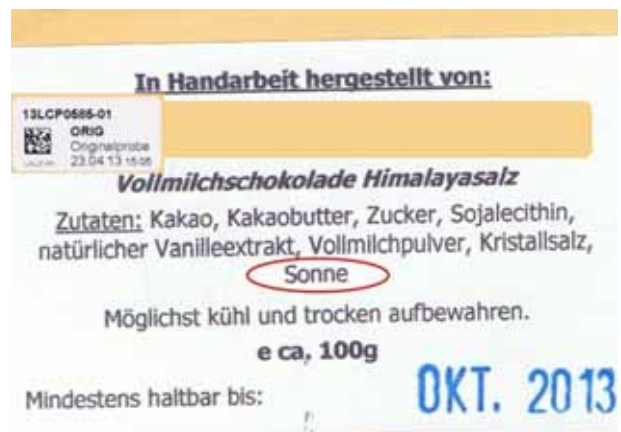 In Handarbeit hergestellt von:
13LCP0585-01
ORIG
Originalprobe
23.04.13
Vollmilchschokolade Himalayasalz
Zutaten: Kakao, Kakaobutter, Zucker, Sojalecithin,
natürlicher Vanilleextrakt, Vollmilchpulver, Kristallsalz,
Sonne
Möglichst kühl und trocken aufbewahren.
e ca, 100g
Mindestens haltbar bis:
OKT. 2013